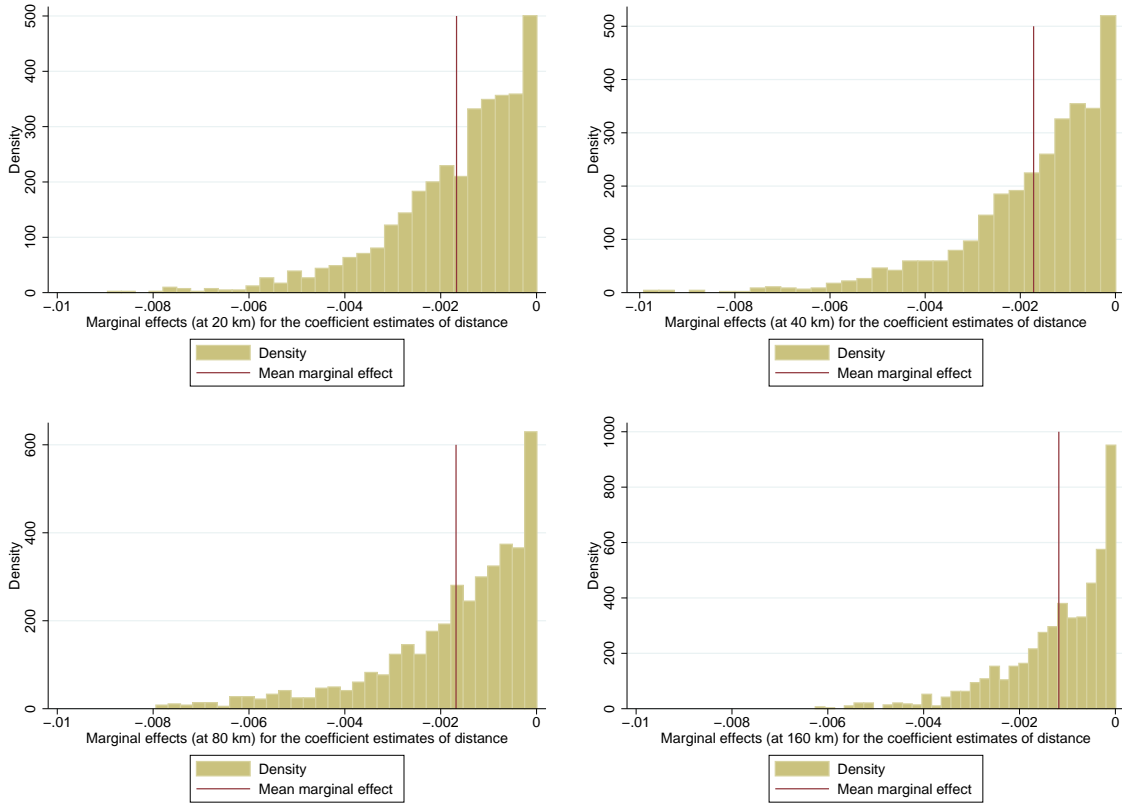 500
400
300
200
100
0
Density
−.01 −.008 −.006 −.004 −.002 0
Marginal effects (at 20 km) for the coefficient estimates of distance
Density
Mean marginal effect
500
400
300
200
100
0
Density
−.01 −.008 −.006 −.004 −.002 0
Marginal effects (at 40 km) for the coefficient estimates of distance
Density
Mean marginal effect
600
400
200
0
Density
−.01 −.008 −.006 −.004 −.002 0
Marginal effects (at 80 km) for the coefficient estimates of distance
Density
Mean marginal effect
1000
800
600
400
200
0
Density
−.01 −.008 −.006 −.004 −.002 0
Marginal effects (at 160 km) for the coefficient estimates of distance
Density
Mean marginal effect